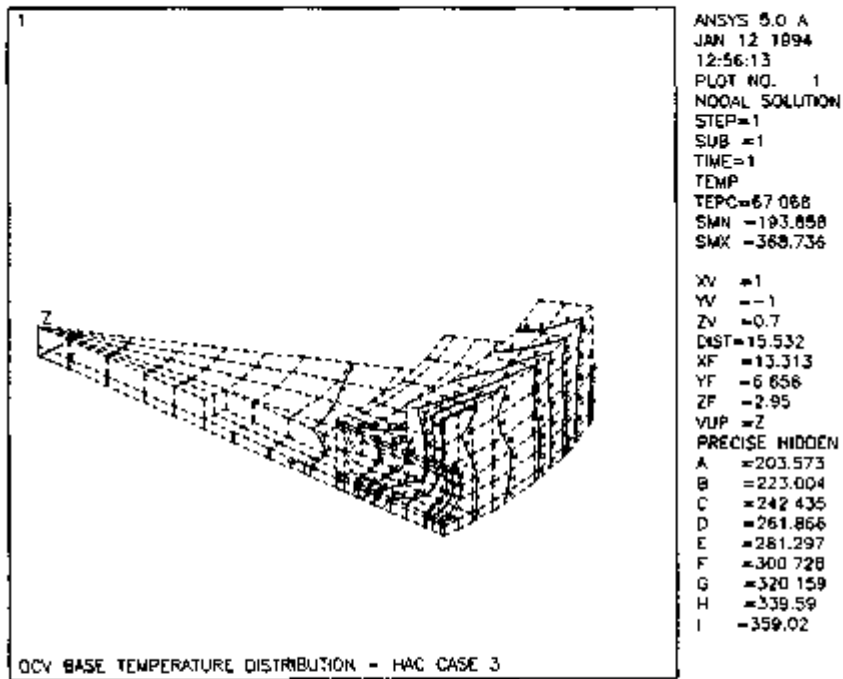 1
ANSYS 5.0 A
JAN 12 1994
12:56:13
PLOT NO. 1
NODAL SOLUTION
STEP=1
SUB =1
TIME=1
TEMP
TEPC=67.068
SMN =193.858
SMX =368.736
XV =1
YV =-1
ZV =0.7
DIST=15.532
XF =13.313
YF =6.656
ZF =2.95
VUP =Z
PRECISE HIDDEN
A =203.573
B =223.004
C =242.435
D =261.866
E =281.297
F =300.728
G =320.159
H =339.59
I =359.02
Z
OCV BASE TEMPERATURE DISTRIBUTION - HAC CASE 3